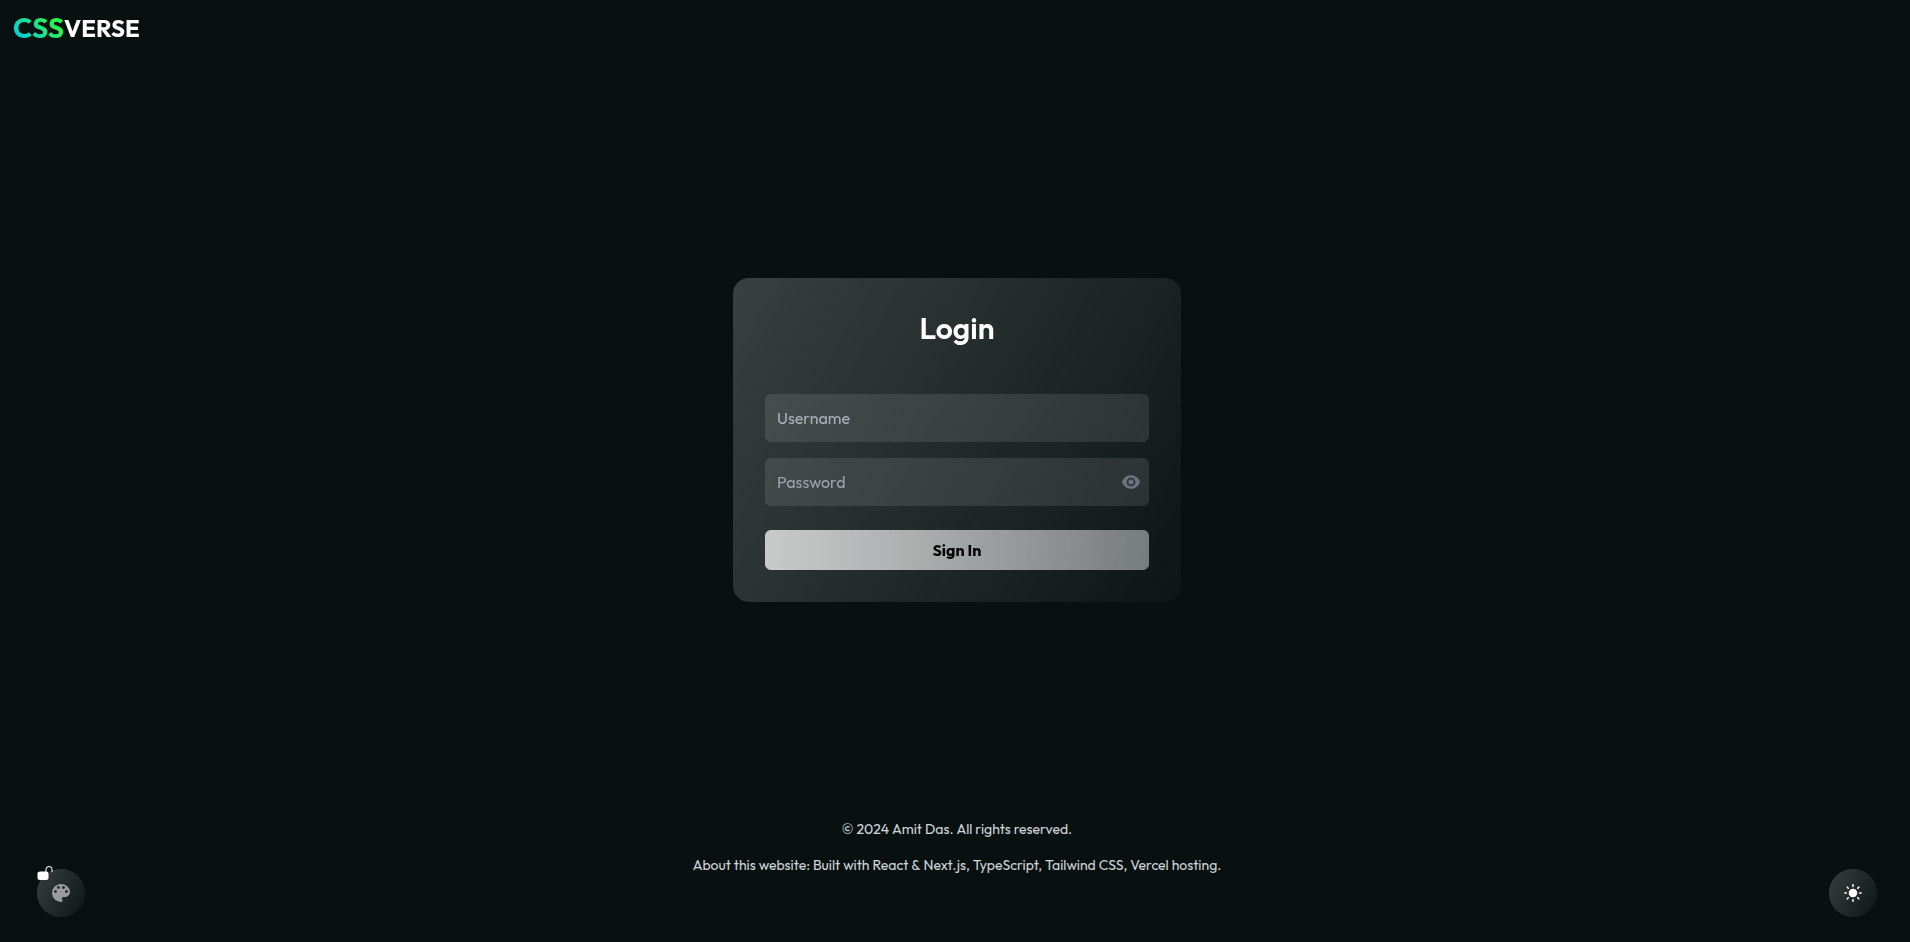 CSSVERSE
Login
Username
Password
Sign In
© 2024 Amit Das. All rights reserved.
About this website: Built with React & Next.js, TypeScript, Tailwind CSS, Vercel hosting.